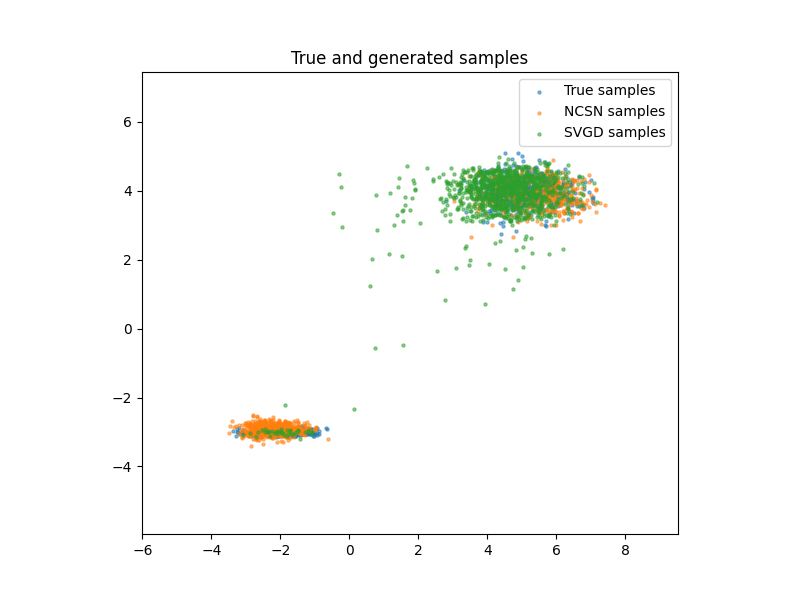 True and generated samples
True samples
NCSN samples
SVGD samples
6
4
2
0
−2
−4
−6 −4 −2 0 2 4 6 8